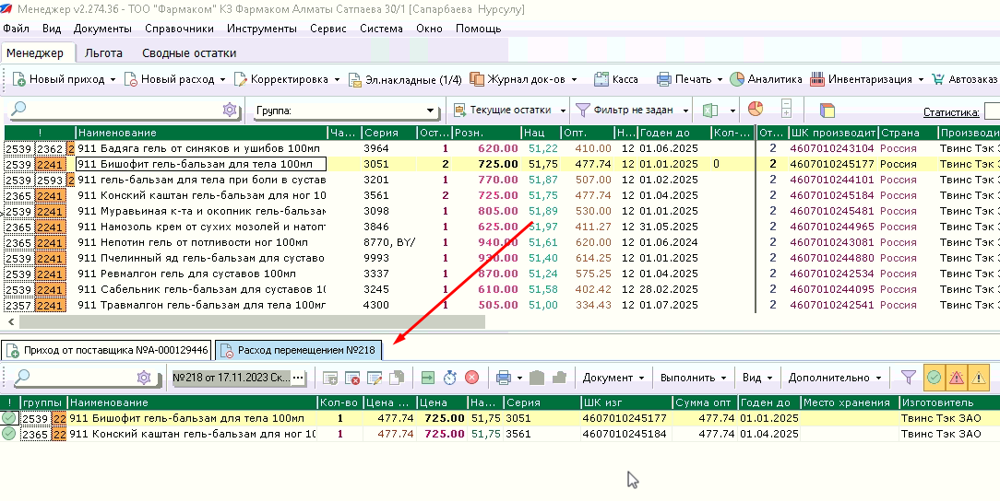 Менеджер v2.274.36 - ТОО "Фармаком" КЗ Фармаком Алматы Сатпаева 30/1 [Сапарбаева Нурсулу]
Файл Вид Документы Справочники Инструменты Сервис Система Окно Помощь
Менеджер Льгота Сводные остатки
Новый приход Новый расход Корректировка Эл.накладные (1/4) Журнал док-ов Касса Печать Аналитика Инвентаризация Автозаказ
Группа: Текущие остатки Фильтр не задан Статистика:
! Наименование Ча... Серия Ост... Розн. Нац Опт. Н... Годен до Кол-... От... ШК производит Страна Производи
2539 2362 2 911 Бадяга гель от синяков и ушибов 100мл 3964 1 620.00 51,22 410.00 12 01.06.2025 2 4607010243104 Россия Твинс Тэк З
2539 2241 911 Бишофит гель-бальзам для тела 100мл 3051 2 725.00 51,75 477.74 12 01.01.2025 0 2 4607010245177 Россия Твинс Тэк З
2539 2593 2 911 гель-бальзам для тела при боли в сустав 3201 1 770.00 51,87 507.00 12 01.02.2025 2 4607010244101 Россия Твинс Тэк З
2365 2241 911 Конский каштан гель-бальзам для ног 10 3561 2 725.00 51,75 477.74 12 01.04.2025 2 4607010245184 Россия Твинс Тэк З
2539 2241 911 Муравьиная к-та и окопник гель-бальзам 3098 1 805.00 51,89 530.00 12 01.01.2025 2 4607010245481 Россия Твинс Тэк З
2365 2241 911 Намозоль крем от сухих мозолей и натопт 3846 1 625.00 51,97 411.27 12 31.05.2025 2 4607010244965 Россия Твинс Тэк З
2365 2241 911 Непотин гель от потливости ног 100мл 8770, BY/ 1 940.00 51,61 620.00 12 01.06.2024 2 4607010243180 Россия Твинс Тэк З
2539 2241 911 Пчелинный яд гель-бальзам для суставо 9993 1 930.00 51,40 614.25 12 01.01.2025 2 4607010244880 Россия Твинс Тэк З
2539 2241 911 Ревмалгон гель для суставов 100мл 3337 1 870.00 51,24 575.25 12 01.03.2025 2 4607010242534 Россия Твинс Тэк З
2539 2241 911 Сабельник гель-бальзам для суставов 10 3245 1 610.00 51,58 402.42 12 28.02.2025 2 4607010244095 Россия Твинс Тэк З
2357 2241 911 Травмалгон гель-бальзам для тела 100мл 4300 1 505.00 51,00 334.43 12 01.07.2025 2 4607010242541 Россия Твинс Тэк З
Приход от поставщика №А-000129446 Расход перемещением №218
№218 от 17.11.2023 Ск... Документ Выполнить Вид Дополнительно
! группы Наименование Кол-во Цена ... Цена На... Серия ШК изг Сумма опт Годен до Место хранения Изготовитель
2539 22 911 Бишофит гель-бальзам для тела 100мл 1 477.74 725.00 51,75 3051 4607010245177 477.74 01.01.2025 Твинс Тэк ЗАО
2365 22 911 Конский каштан гель-бальзам для ног 10 1 477.74 725.00 51,75 3561 4607010245184 477.74 01.04.2025 Твинс Тэк ЗАО